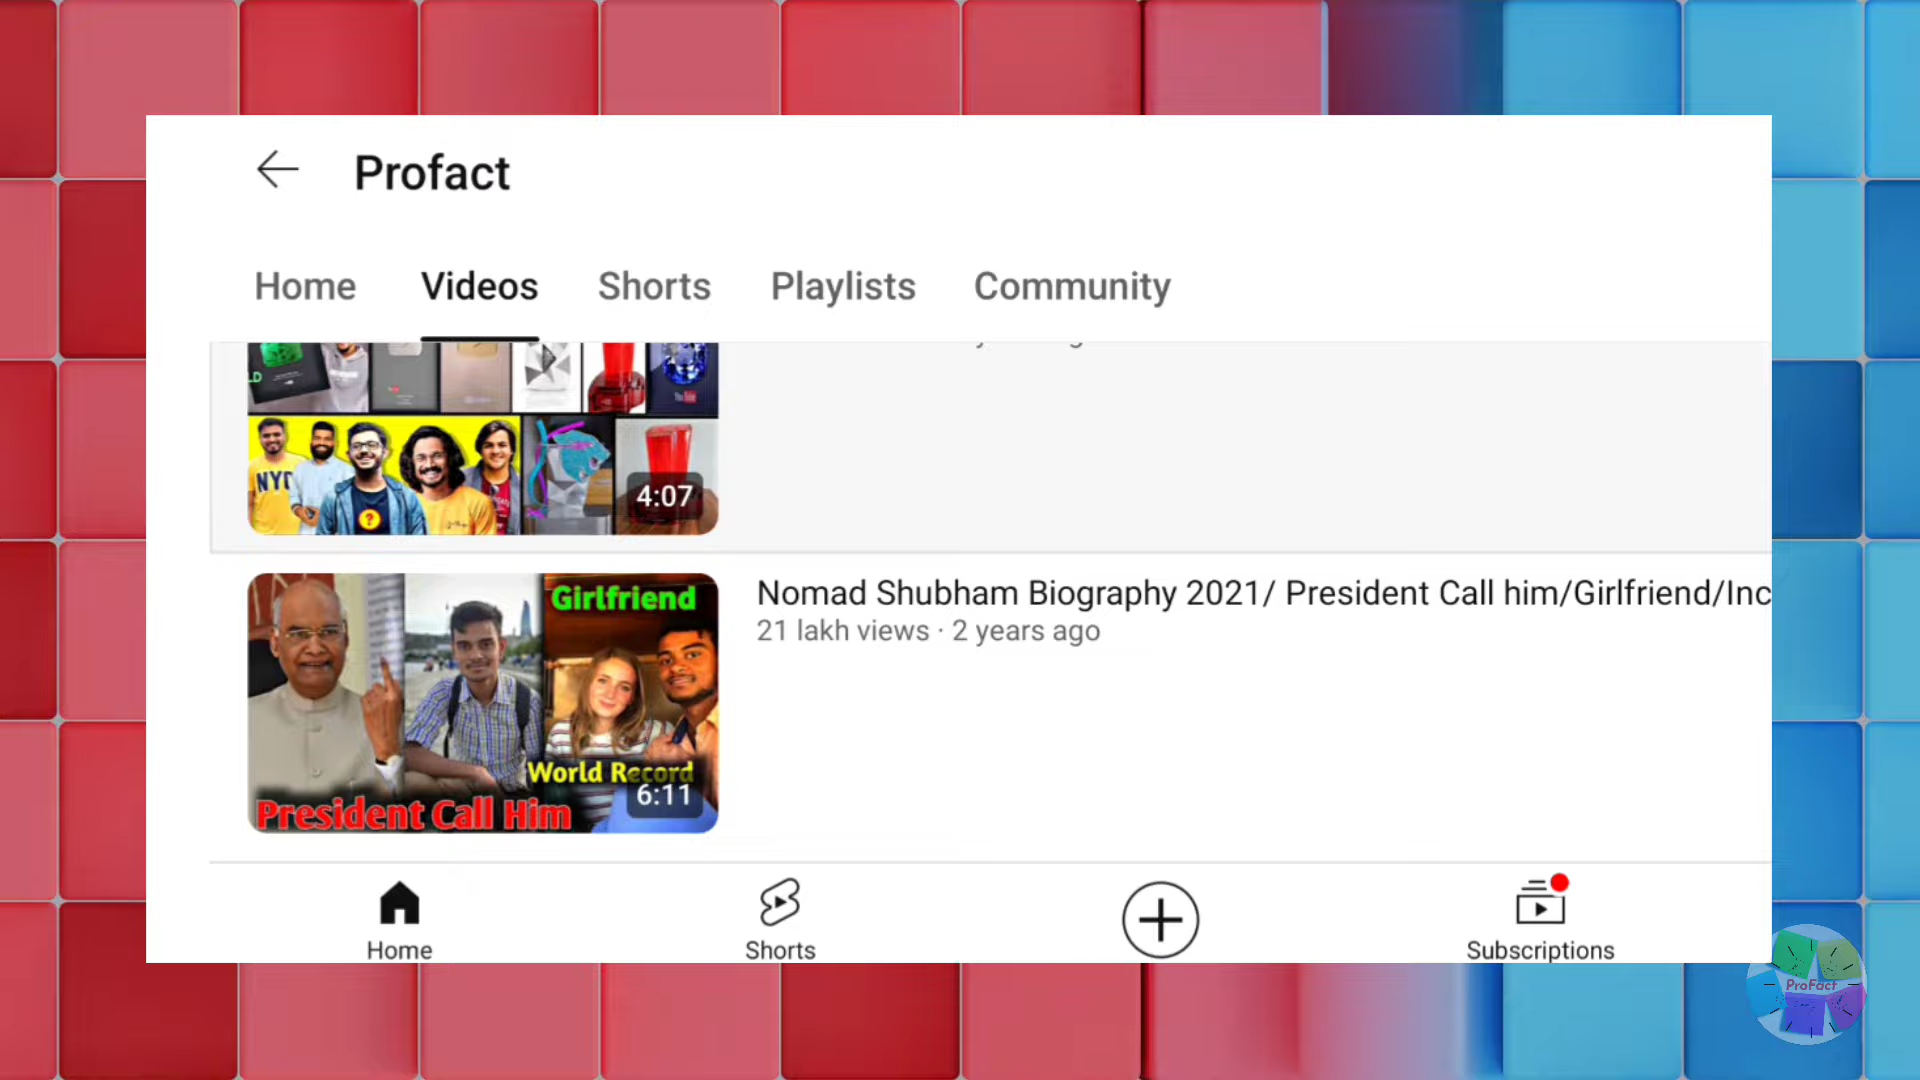 Profact
Home Videos Shorts Playlists Community
NYC
?
4:07
Girlfriend
World Record
6:11
President Call Him
Nomad Shubham Biography 2021/ President Call him/Girlfriend/Inc
21 lakh views · 2 years ago
Home
Shorts
Subscriptions
ProFact